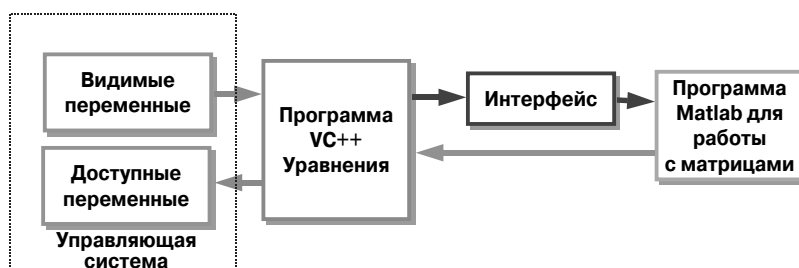 Видимые
переменные
Доступные
переменные
Управляющая
система
Программа
VC++
Уравнения
Интерфейс
Программа
Matlab для
работы
с матрицами